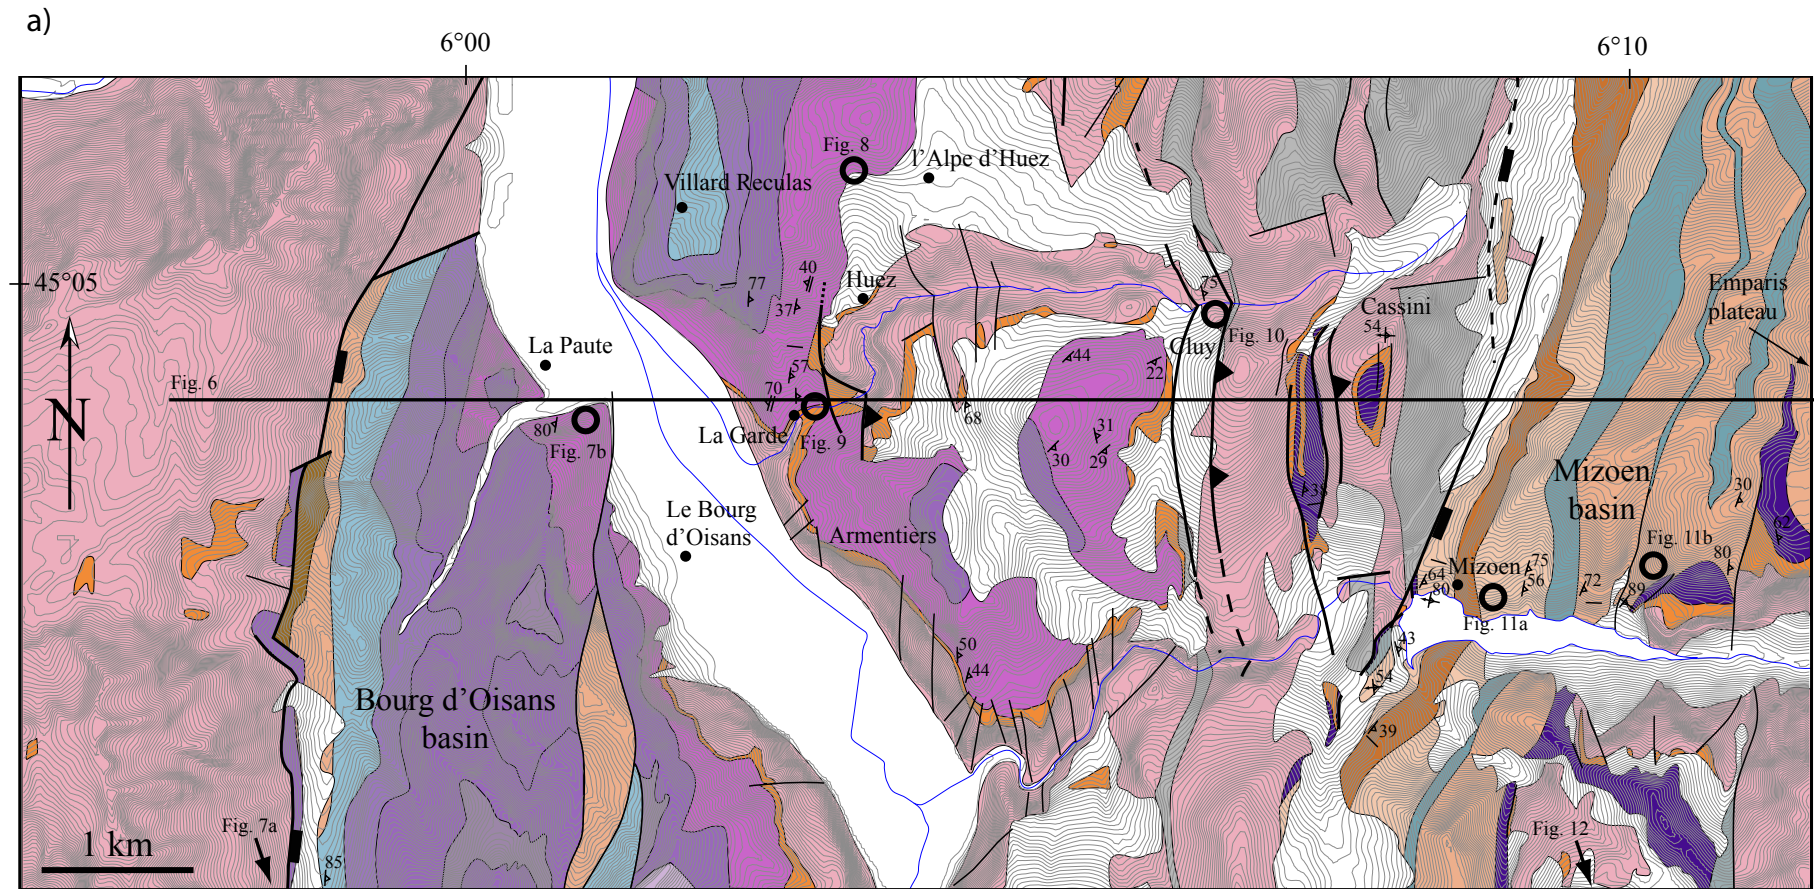 a)
6°00
6°10
Fig. 8
l'Alpe d'Huez
Villard Reculas
45°05
40
77
37
Huez
75
Cassini
54
Emparis
plateau
La Paute
Fig. 10
Cluy
44
22
57
Fig. 6
70
N
68
La Garde
Fig. 9
80
Fig. 7b
31
30
29
Mizoen
basin
38
30
62
Le Bourg
d'Oisans
Armentiers
Fig. 11b
80
Mizoen
75
64
80
56
72
89
Fig. 11a
43
50
44
54
Bourg d'Oisans
basin
39
Fig. 7a
Fig. 12
1 km
85